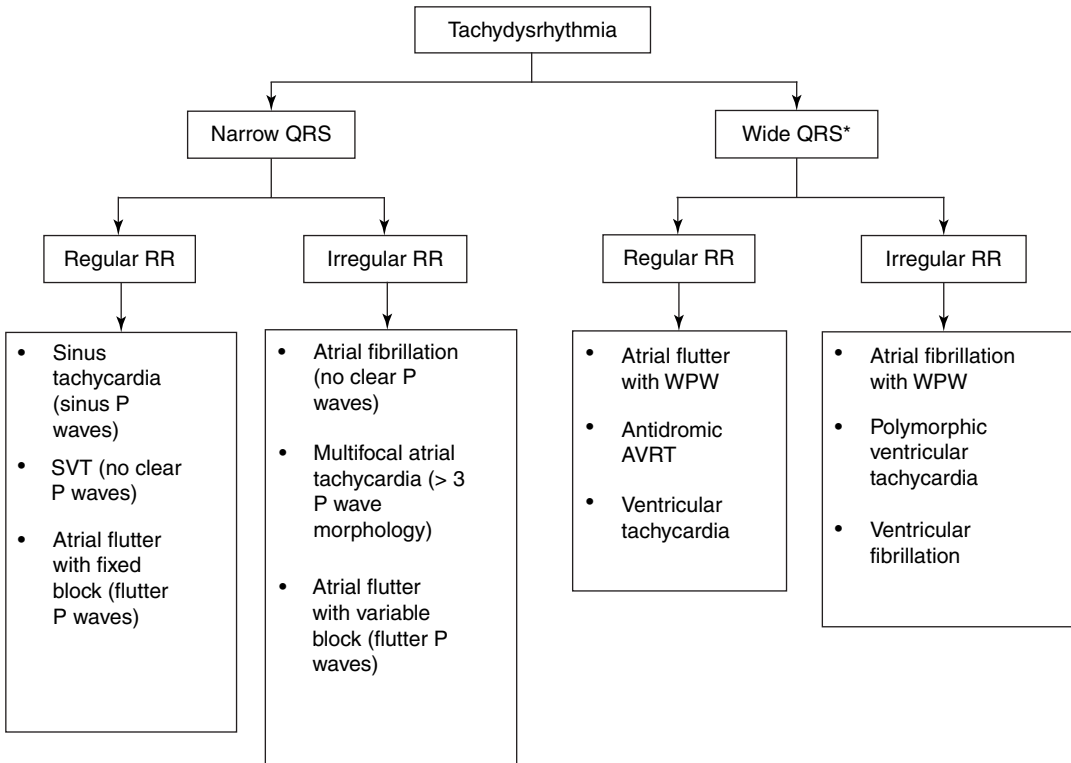 Tachydysrhythmia
Narrow QRS
Wide QRS*
Regular RR
Irregular RR
Regular RR
Irregular RR
• Sinus
tachycardia
(sinus P
waves)
• SVT (no clear
P waves)
• Atrial flutter
with fixed
block (flutter
P waves)
• Atrial fibrillation
(no clear P
waves)
• Multifocal atrial
tachycardia (> 3
P wave
morphology)
• Atrial flutter
with variable
block (flutter P
waves)
• Atrial flutter
with WPW
• Antidromic
AVRT
• Ventricular
tachycardia
• Atrial fibrillation
with WPW
• Polymorphic
ventricular
tachycardia
• Ventricular
fibrillation